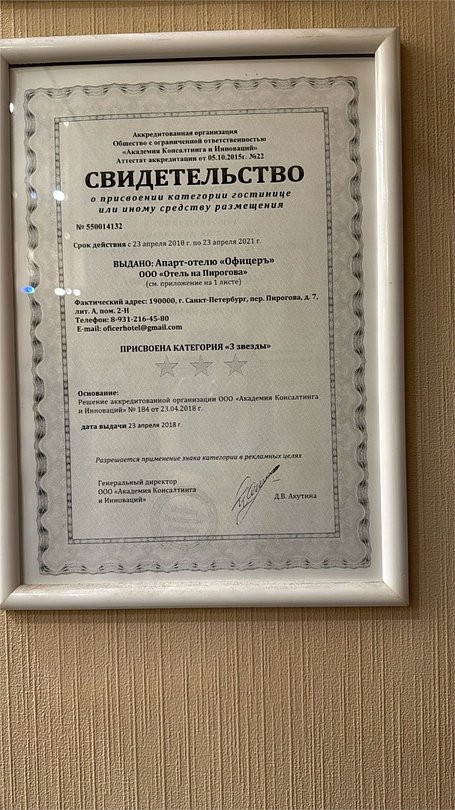 Аккредитованная организация
Общество с ограниченной ответственностью
«Академия Консалтинга и Инноваций»
Аттестат аккредитации от 05.10.2015г. №22
СВИДЕТЕЛЬСТВО
о присвоении категории гостинице
или иному средству размещения
№ 550014132
Срок действия с 23 апреля 2018 г. по 23 апреля 2021 г.
ВЫДАНО: Апарт-отелю «Офицеръ»
ООО «Отель на Пирогова»
(см. приложение на 1 листе)
Фактический адрес: 190000, г. Санкт-Петербург, пер. Пирогова, д. 7,
лит. А, пом. 2-Н
Телефон: 8-931-216-45-80
E-mail: oficerhotel@gmail.com
ПРИСВОЕНА КАТЕГОРИЯ «3 звезды»
Основание:
Решение аккредитованной организации ООО «Академия Консалтинга
и Инноваций» № 184 от 23.04.2018 г.
дата выдачи 23 апреля 2018 г.
Разрешается применение знака категории в рекламных целях
Генеральный директор
ООО «Академия Консалтинга
и Инноваций»
Д.В. Акутина